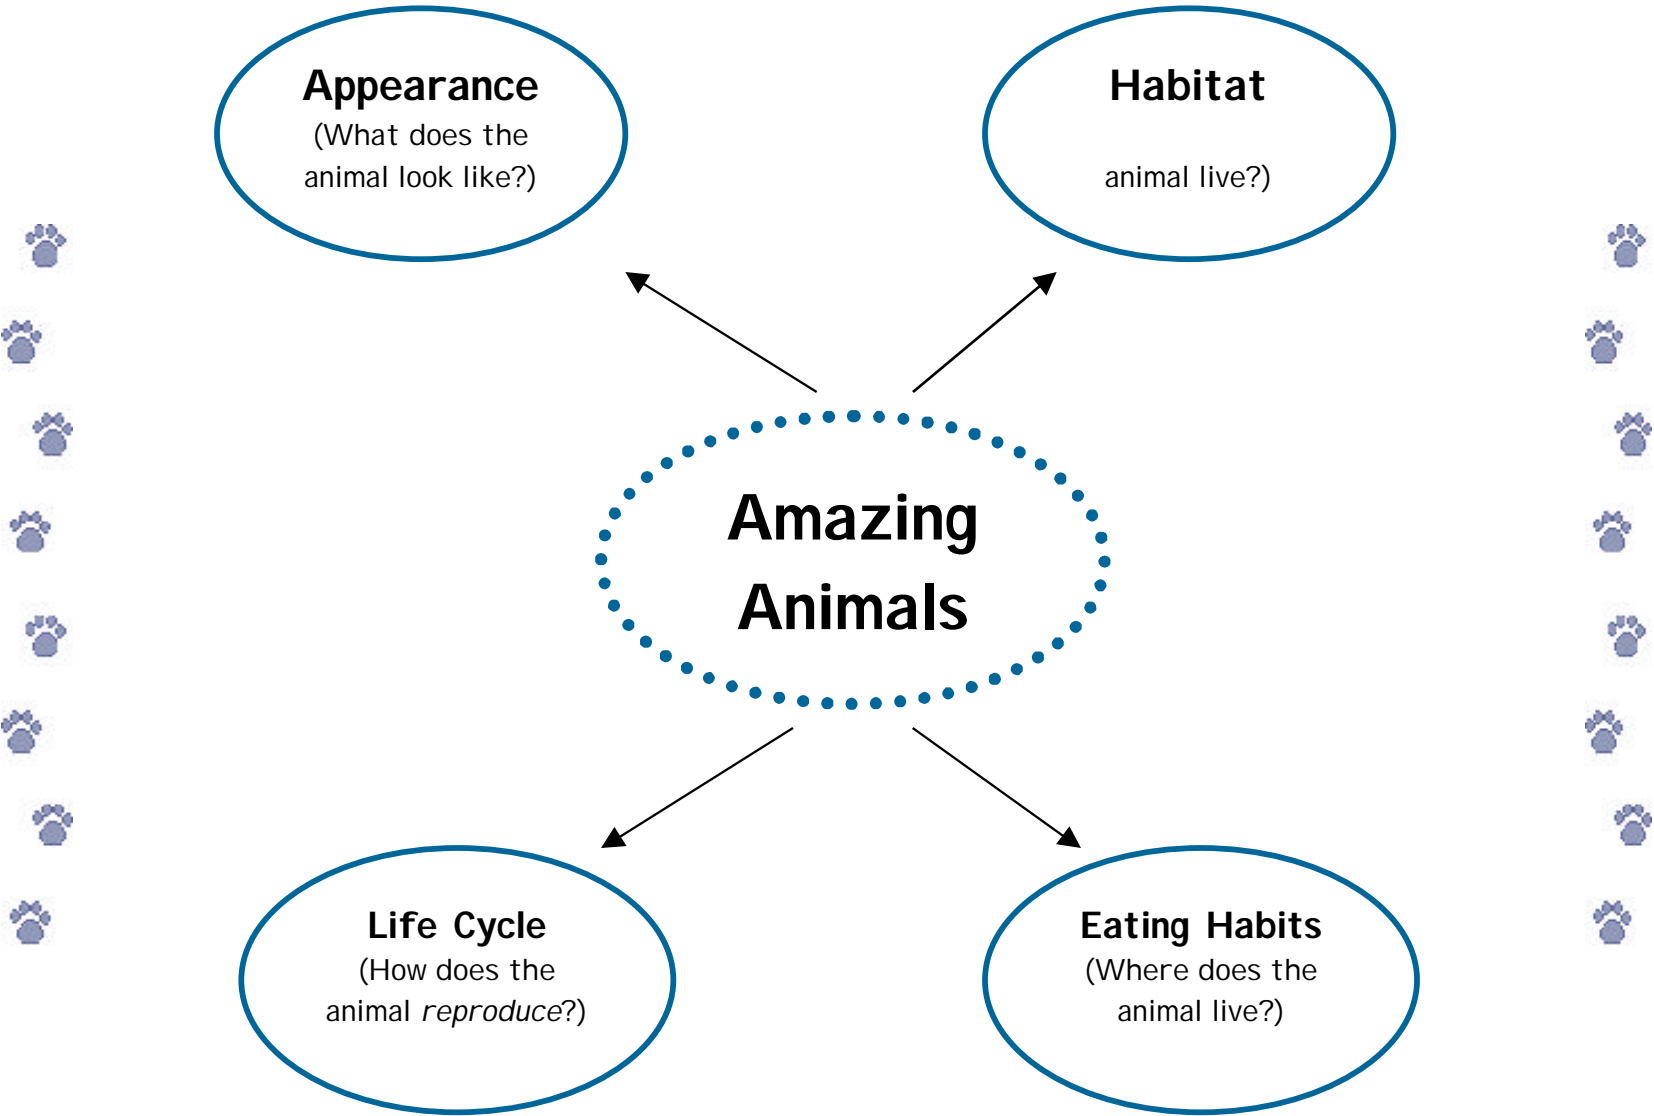 Appearance
(What does the
animal look like?)
Habitat
animal live?)
Amazing
Animals
Life Cycle
(How does the
animal reproduce?)
Eating Habits
(Where does the
animal live?)